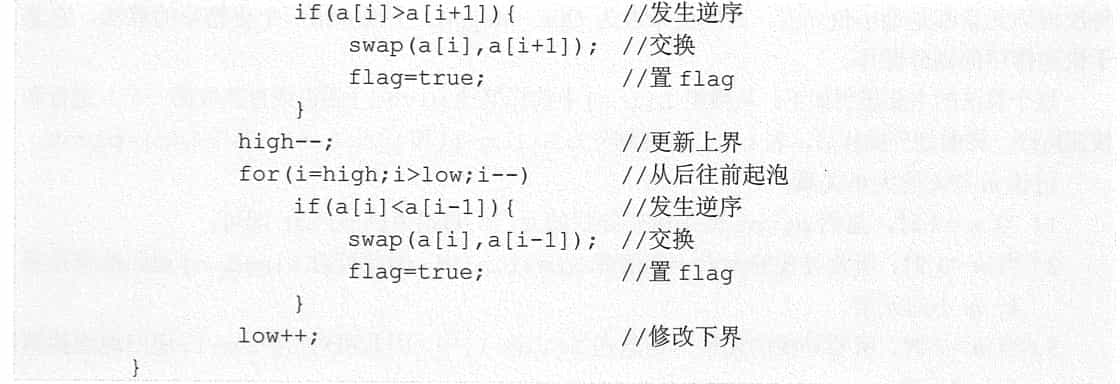 if(a[i]>a[i+1]){ //发生逆序
swap(a[i],a[i+1]); //交换
flag=true; //置 flag
}
high--; //更新上界
for(i=high;i>low;i--) //从后往前起泡
if(a[i]<a[i-1]){ //发生逆序
swap(a[i],a[i-1]); //交换
flag=true; //置 flag
}
low++; //修改下界
}